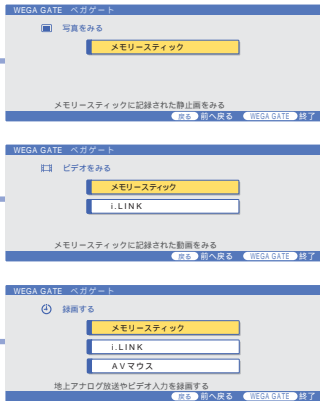 WEGA GATE ベガゲート
写真をみる
メモリースティック
メモリースティックに記録された静止画をみる
戻る 前へ戻る WEGA GATE 終了
WEGA GATE ベガゲート
ビデオをみる
メモリースティック
i.LINK
メモリースティックに記録された動画をみる
戻る 前へ戻る WEGA GATE 終了
WEGA GATE ベガゲート
録画する
メモリースティック
i.LINK
AVマウス
地上アナログ放送やビデオ入力を録画する
戻る 前へ戻る WEGA GATE 終了